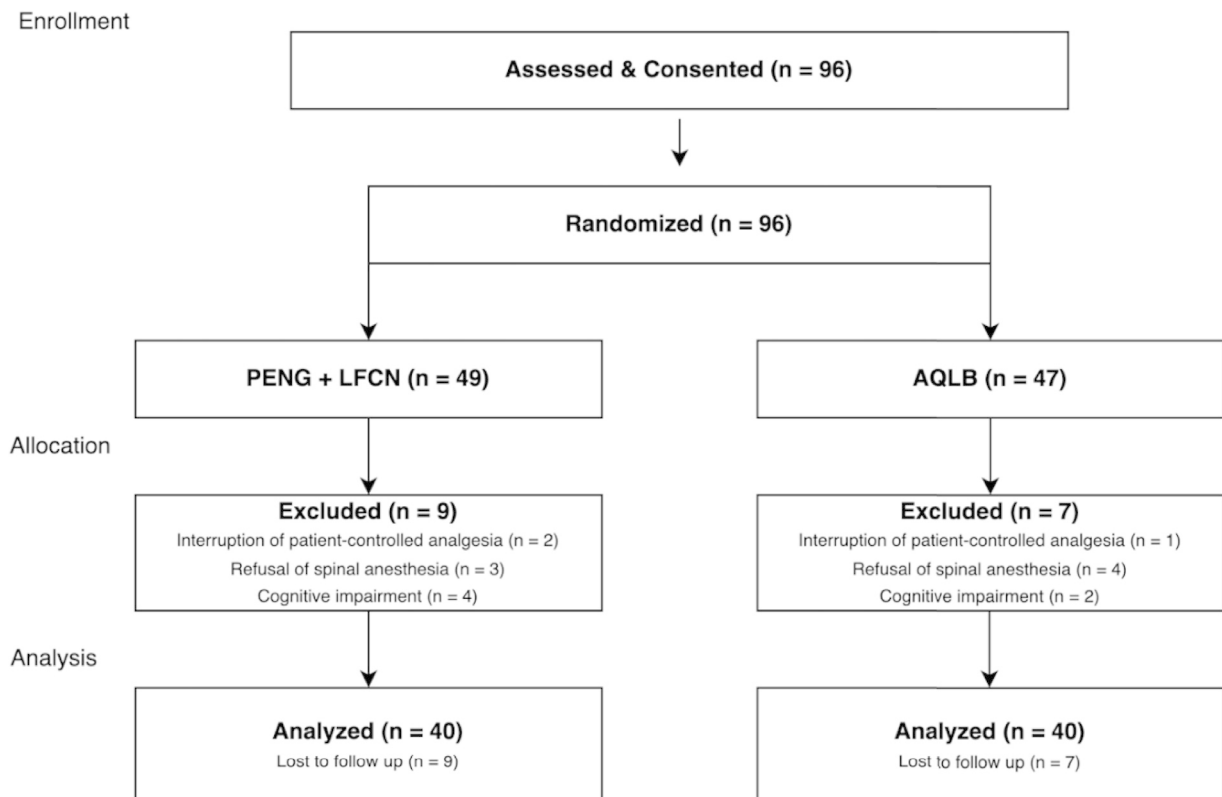 Enrollment
Assessed & Consented (n = 96)
Randomized (n = 96)
PENG + LFCN (n = 49)
AQLB (n = 47)
Allocation
Excluded (n = 9)
Interruption of patient-controlled analgesia (n = 2)
Refusal of spinal anesthesia (n = 3)
Cognitive impairment (n = 4)
Excluded (n = 7)
Interruption of patient-controlled analgesia (n = 1)
Refusal of spinal anesthesia (n = 4)
Cognitive impairment (n = 2)
Analysis
Analyzed (n = 40)
Lost to follow up (n = 9)
Analyzed (n = 40)
Lost to follow up (n = 7)